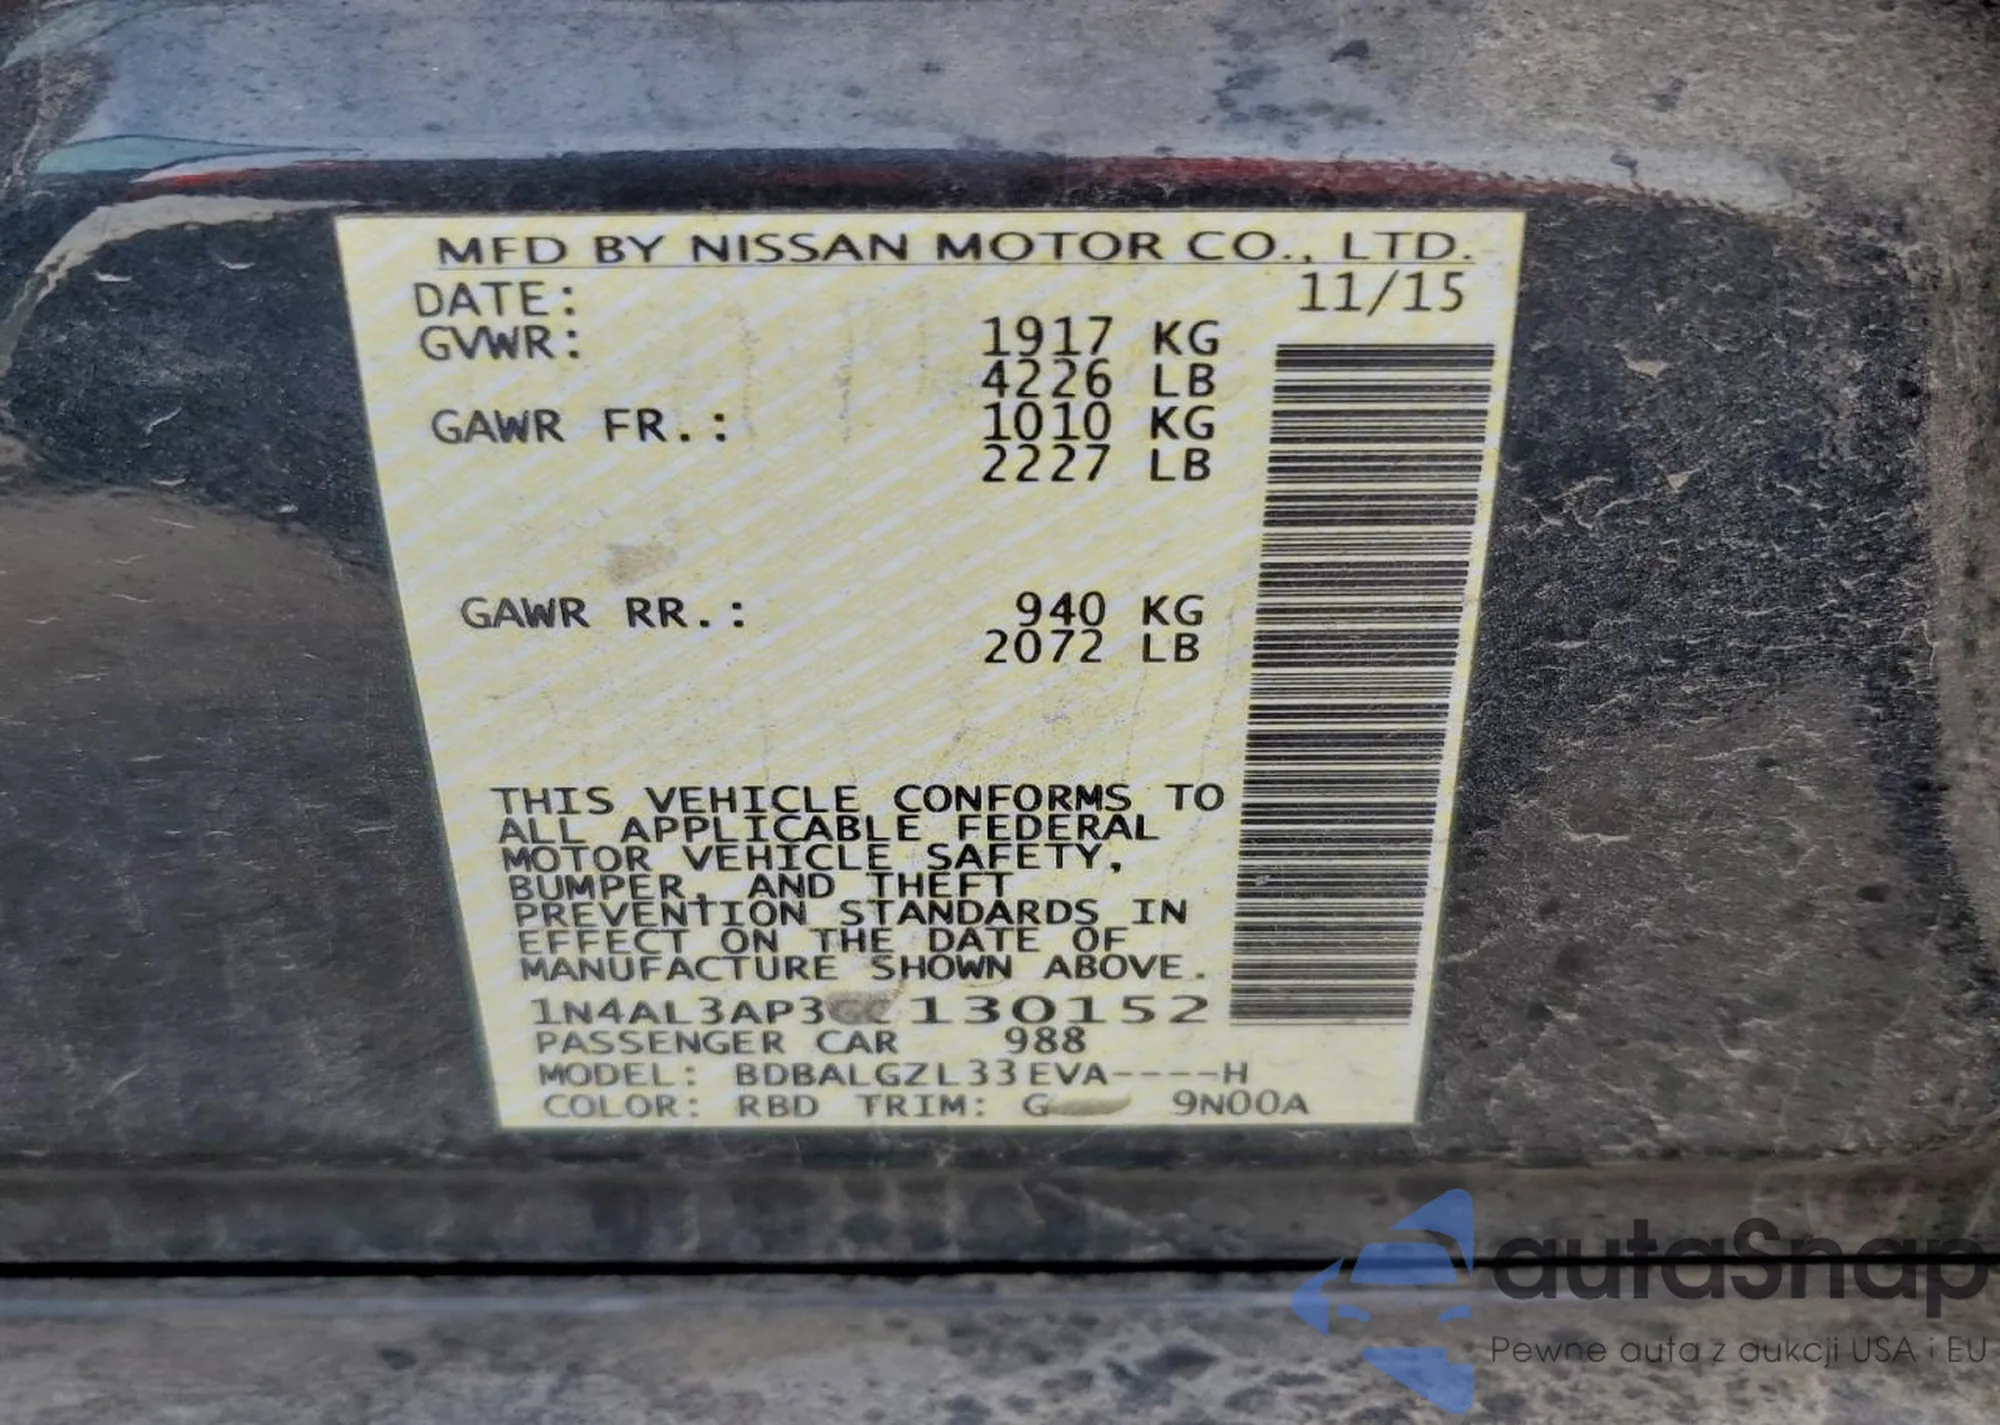 MFD BY NISSAN MOTOR CO., LTD.
DATE: 11/15
GVWR: 1917 KG
4226 LB
GAWR FR.: 1010 KG
2227 LB
GAWR RR.: 940 KG
2072 LB
THIS VEHICLE CONFORMS TO
ALL APPLICABLE FEDERAL
MOTOR VEHICLE SAFETY,
BUMPER, AND THEFT
PREVENTION STANDARDS IN
EFFECT ON THE DATE OF
MANUFACTURE SHOWN ABOVE.
PASSENGER CAR 988
MODEL: BDBALGZL33EVA----H
COLOR: RBD TRIM: 9N00A
autaSnap
Pewne auta z aukcji USA i EU